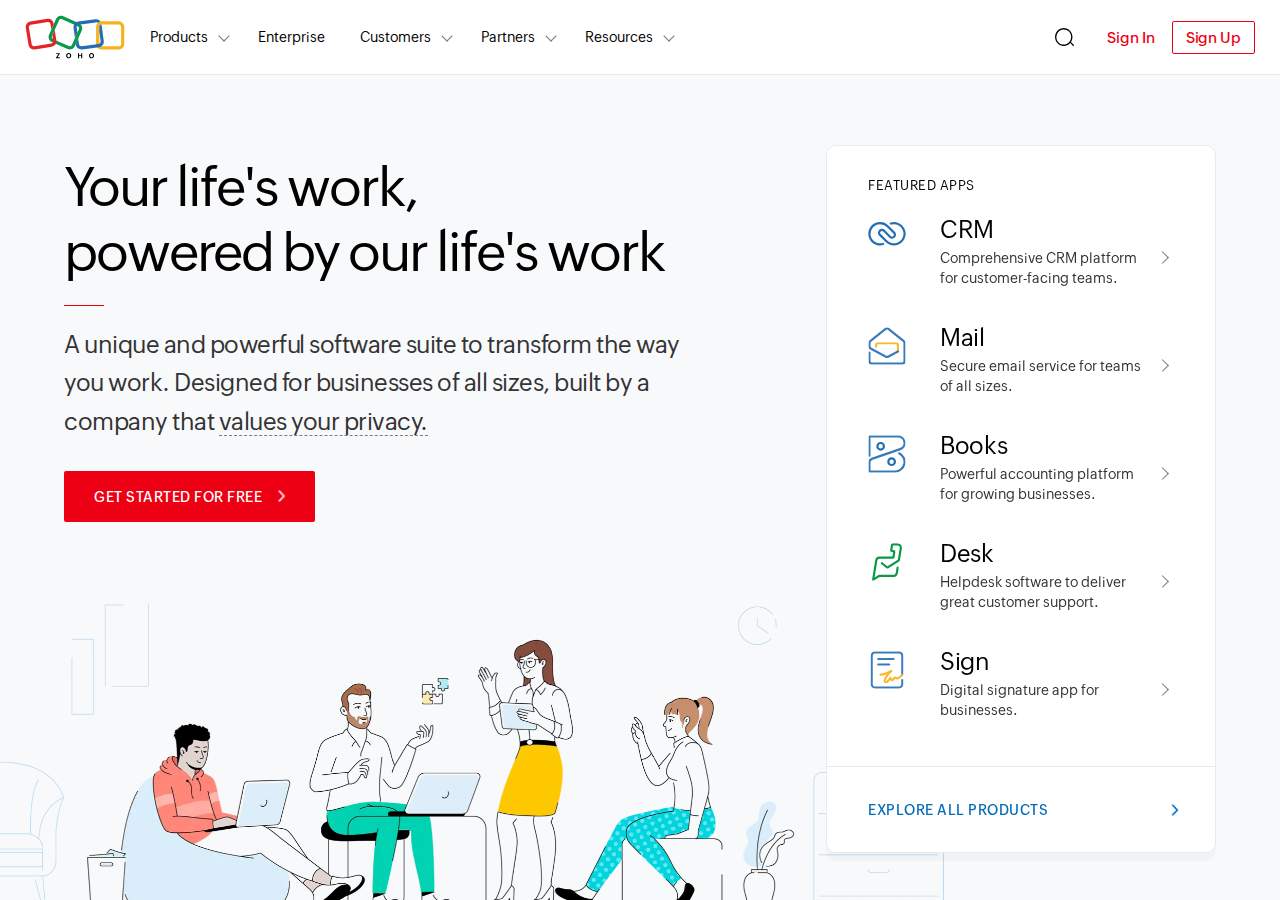 ZOHO
Products
Enterprise
Customers
Partners
Resources
Sign In
Sign Up
Your life's work,
powered by our life's work
A unique and powerful software suite to transform the way
you work. Designed for businesses of all sizes, built by a
company that values your privacy.
GET STARTED FOR FREE
FEATURED APPS
CRM
Comprehensive CRM platform
for customer-facing teams.
Mail
Secure email service for teams
of all sizes.
Books
Powerful accounting platform
for growing businesses.
Desk
Helpdesk software to deliver
great customer support.
Sign
Digital signature app for
businesses.
EXPLORE ALL PRODUCTS